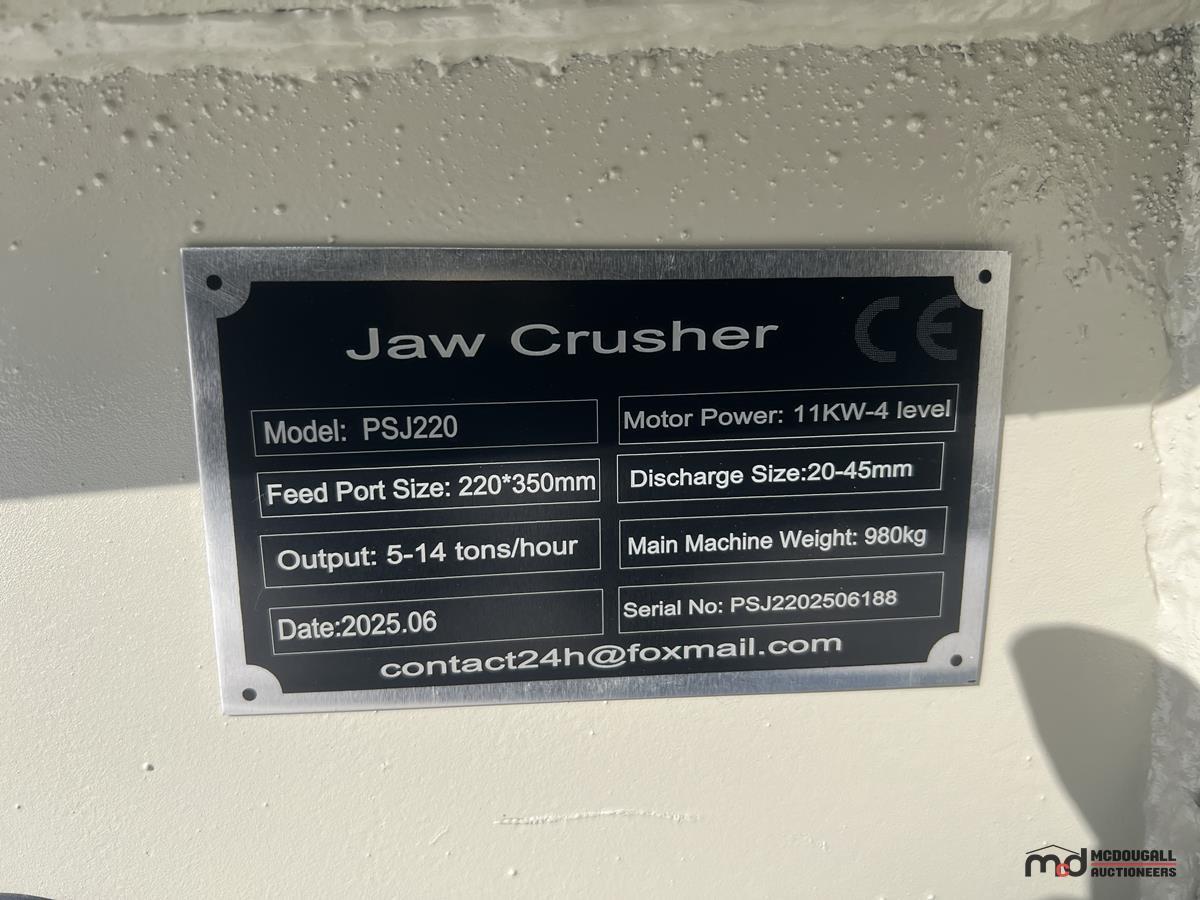 Jaw Crusher
CE
Model: PSJ220
Motor Power: 11KW-4 level
Feed Port Size: 220*350mm
Discharge Size:20-45mm
Output: 5-14 tons/hour
Main Machine Weight: 980kg
Date:2025.06
Serial No: PSJ2202506188
contact24h@foxmail.com
mcd MCDOUGALL
AUCTIONEERS